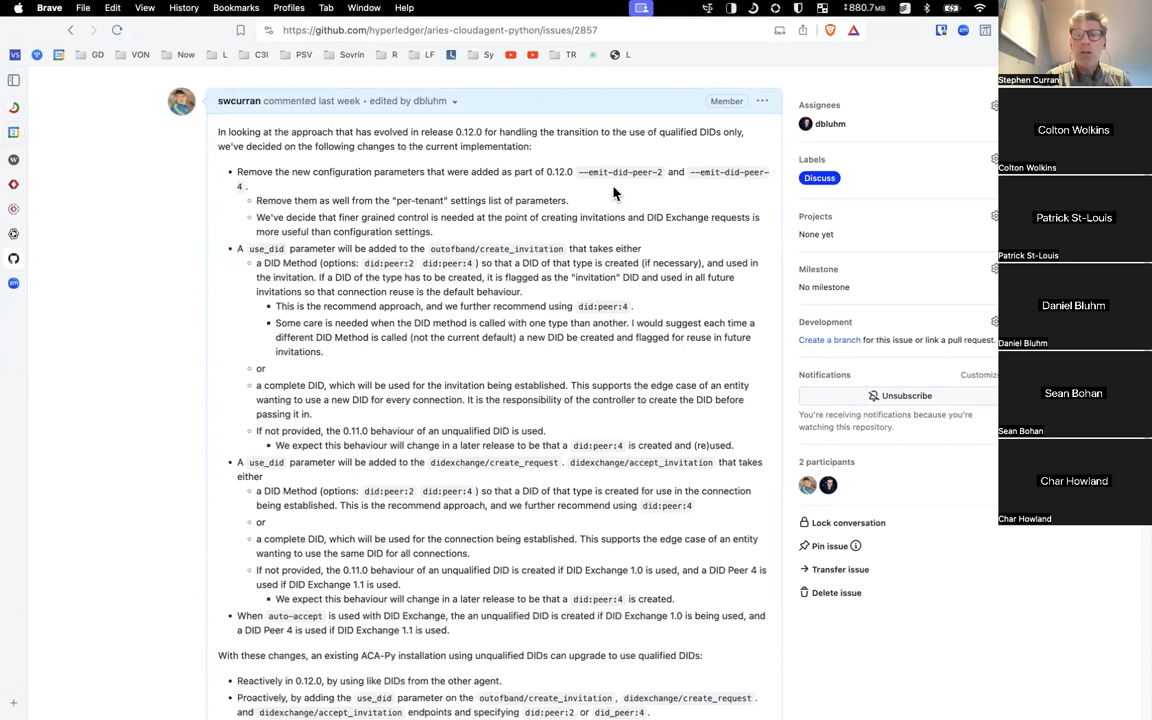 Brave File Edit View History Bookmarks Profiles Tab Window Help
880.7M
https://github.com/hyperledger/aries-cloudagent-python/issues/2857
GD VON Now L C3I PSV Sovrin R LF Sy TR L
swcurran commented last week • edited by dbluhm
Member
In looking at the approach that has evolved in release 0.12.0 for handling the transition to the use of qualified DIDs only,
we've decided on the following changes to the current implementation:
• Remove the new configuration parameters that were added as part of 0.12.0 --emit-did-peer-2 and --emit-did-peer-
4 .
Remove them as well from the "per-tenant" settings list of parameters.
We've decide that finer grained control is needed at the point of creating invitations and DID Exchange requests is
more useful than configuration settings.
• A use_did parameter will be added to the outofband/create_invitation that takes either
a DID Method (options: did:peer:2 did:peer:4 ) so that a DID of that type is created (if necessary), and used in
the invitation. If a DID of the type has to be created, it is flagged as the "invitation" DID and used in all future
invitations so that connection reuse is the default behaviour.
This is the recommend approach, and we further recommend using did:peer:4 .
Some care is needed when the DID method is called with one type than another. I would suggest each time a
different DID Method is called (not the current default) a new DID be created and flagged for reuse in future
invitations.
or
a complete DID, which will be used for the invitation being established. This supports the edge case of an entity
wanting to use a new DID for every connection. It is the responsibility of the controller to create the DID before
passing it in.
If not provided, the 0.11.0 behaviour of an unqualified DID is used.
We expect this behaviour will change in a later release to be that a did:peer:4 is created and (re)used.
• A use_did parameter will be added to the didexchange/create_request . didexchange/accept_invitation that takes
either
a DID Method (options: did:peer:2 did:peer:4 ) so that a DID of that type is created for use in the connection
being established. This is the recommend approach, and we further recommend using did:peer:4
or
a complete DID, which will be used for the connection being established. This supports the edge case of an entity
wanting to use the same DID for all connections.
If not provided, the 0.11.0 behaviour of an unqualified DID is created if DID Exchange 1.0 is used, and a DID Peer 4 is
used if DID Exchange 1.1 is used.
We expect this behaviour will change in a later release to be that a did:peer:4 is created.
• When auto-accept is used with DID Exchange, the an unqualified DID is created if DID Exchange 1.0 is being used, and
a DID Peer 4 is used if DID Exchange 1.1 is used.
With these changes, an existing ACA-Py installation using unqualified DIDs can upgrade to use qualified DIDs:
• Reactively in 0.12.0, by using like DIDs from the other agent.
• Proactively, by adding the use_did parameter on the outofband/create_invitation , didexchange/create_request .
and didexchange/accept_invitation endpoints and specifying did:peer:2 or did_peer:4 .
Assignees
dbluhm
Labels
Discuss
Projects
None yet
Milestone
No milestone
Development
Create a branch for this issue or link a pull request.
Notifications
Customize
Unsubscribe
You're receiving notifications because you're
watching this repository.
2 participants
Lock conversation
Pin issue
Transfer issue
Delete issue
Stephen Curran
Colton Wolkins
Colton Wolkins
Patrick St-Louis
Patrick St-Louis
Daniel Bluhm
Daniel Bluhm
Sean Bohan
Sean Bohan
Char Howland
Char Howland